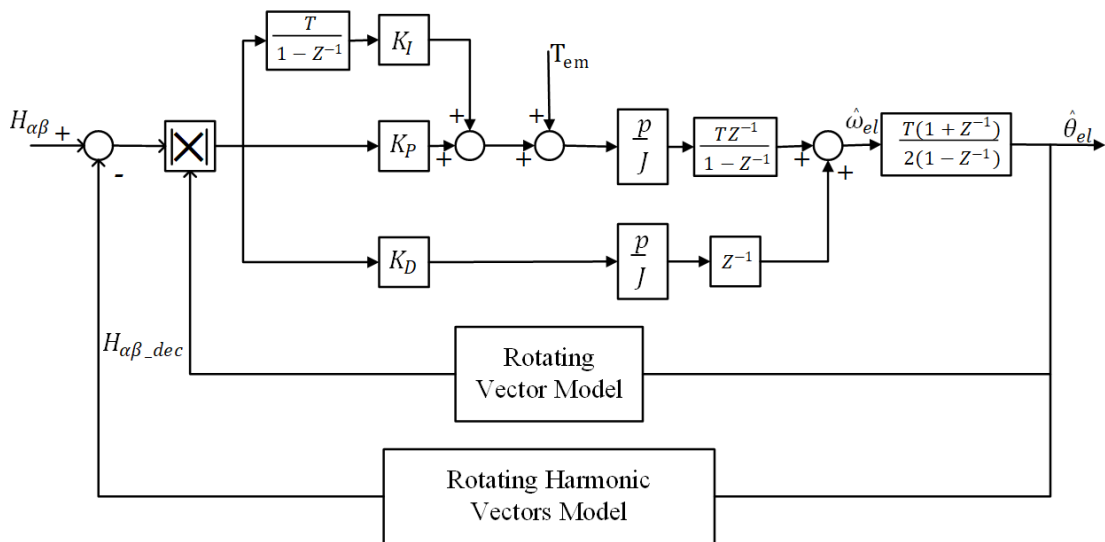 T
1 − Z⁻¹
K_I
T_em
H_αβ
+
-
×
K_P
+
+
+
+
p
J
TZ⁻¹
1 − Z⁻¹
+
+
ω̂_el
T(1 + Z⁻¹)
2(1 − Z⁻¹)
θ̂_el
K_D
p
J
Z⁻¹
H_αβ_dec
Rotating
Vector Model
Rotating Harmonic
Vectors Model